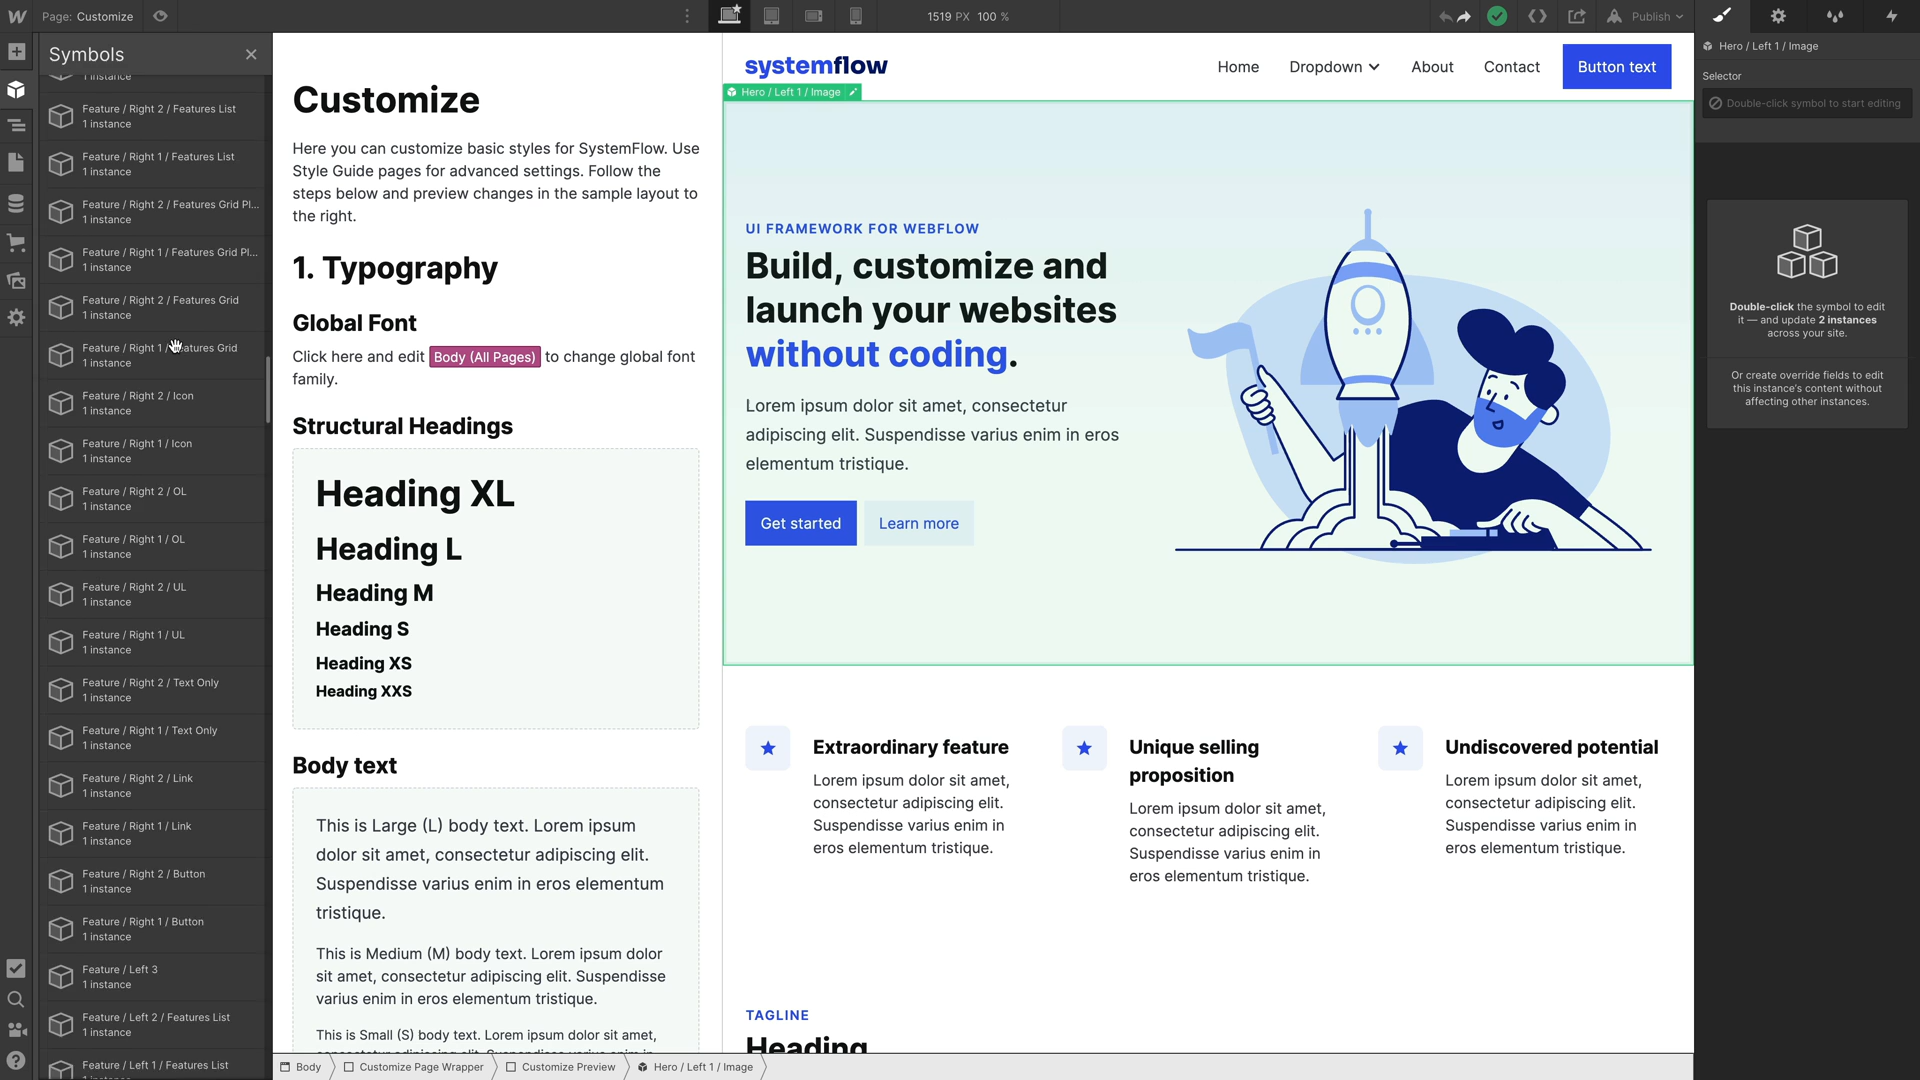 Page: Customize
1519 PX 100 %
Publish
Symbols
1 instance
Feature / Right 2 / Features List
1 instance
Feature / Right 1 / Features List
1 instance
Feature / Right 2 / Features Grid Pl...
1 instance
Feature / Right 1 / Features Grid Pl...
1 instance
Feature / Right 2 / Features Grid
1 instance
Feature / Right 1 / Features Grid
1 instance
Feature / Right 2 / Icon
1 instance
Feature / Right 1 / Icon
1 instance
Feature / Right 2 / OL
1 instance
Feature / Right 1 / OL
1 instance
Feature / Right 2 / UL
1 instance
Feature / Right 1 / UL
1 instance
Feature / Right 2 / Text Only
1 instance
Feature / Right 1 / Text Only
1 instance
Feature / Right 2 / Link
1 instance
Feature / Right 1 / Link
1 instance
Feature / Right 2 / Button
1 instance
Feature / Right 1 / Button
1 instance
Feature / Left 3
1 instance
Feature / Left 2 / Features List
1 instance
Feature / Left 1 / Features List
Customize
Here you can customize basic styles for SystemFlow. Use
Style Guide pages for advanced settings. Follow the
steps below and preview changes in the sample layout to
the right.
1. Typography
Global Font
Click here and edit Body (All Pages) to change global font
family.
Structural Headings
Heading XL
Heading L
Heading M
Heading S
Heading XS
Heading XXS
Body text
This is Large (L) body text. Lorem ipsum
dolor sit amet, consectetur adipiscing elit.
Suspendisse varius enim in eros elementum
tristique.
This is Medium (M) body text. Lorem ipsum dolor
sit amet, consectetur adipiscing elit. Suspendisse
varius enim in eros elementum tristique.
This is Small (S) body text. Lorem ipsum dolor sit amet,
systemflow
Home
Dropdown
About
Contact
Button text
Hero / Left 1 / Image
UI FRAMEWORK FOR WEBFLOW
Build, customize and
launch your websites
without coding.
Lorem ipsum dolor sit amet, consectetur
adipiscing elit. Suspendisse varius enim in eros
elementum tristique.
Get started
Learn more
Extraordinary feature
Lorem ipsum dolor sit amet,
consectetur adipiscing elit.
Suspendisse varius enim in
eros elementum tristique.
Unique selling
proposition
Lorem ipsum dolor sit amet,
consectetur adipiscing elit.
Suspendisse varius enim in
eros elementum tristique.
Undiscovered potential
Lorem ipsum dolor sit amet,
consectetur adipiscing elit.
Suspendisse varius enim in
eros elementum tristique.
TAGLINE
Heading
Hero / Left 1 / Image
Selector
Double-click symbol to start editing
Double-click the symbol to edit
it — and update 2 instances
across your site.
Or create override fields to edit
this instance's content without
affecting other instances.
Body
Customize Page Wrapper
Customize Preview
Hero / Left 1 / Image